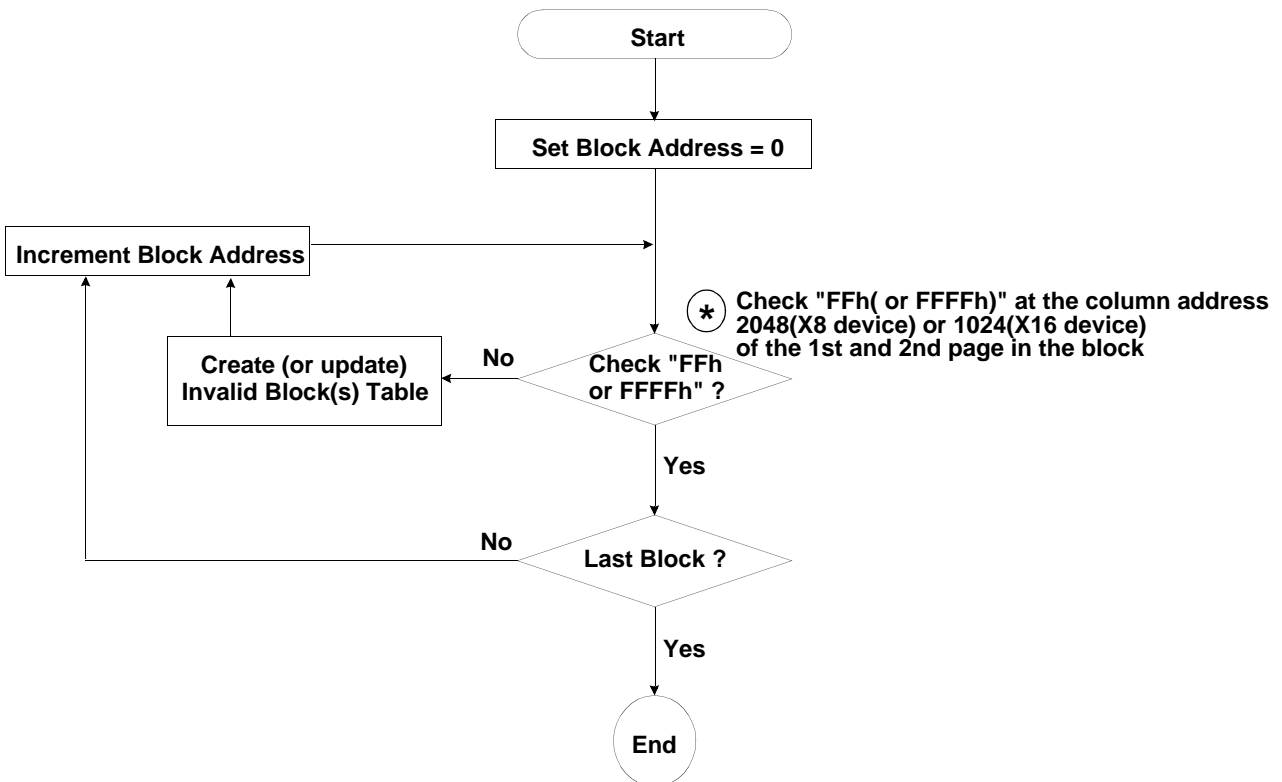 Start
Set Block Address = 0
Increment Block Address
* Check "FFh( or FFFFh)" at the column address
2048(X8 device) or 1024(X16 device)
of the 1st and 2nd page in the block
Create (or update)
Invalid Block(s) Table
No
Check "FFh
or FFFFh" ?
Yes
No
Last Block ?
Yes
End